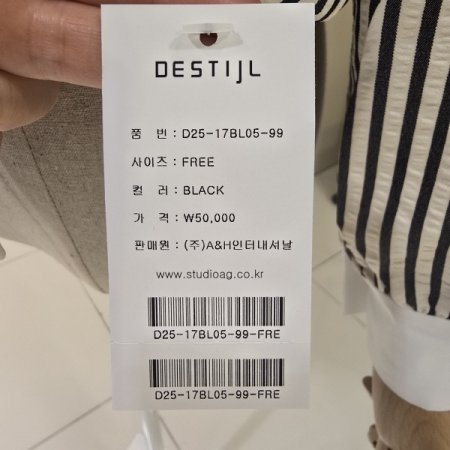 DESTIJL
품 번 : D25-17BL05-99
사이즈 : FREE
컬 러 : BLACK
가 격 : ₩50,000
판매원 : (주)A&H인터내셔날
www.studioag.co.kr
D25-17BL05-99-FRE
D25-17BL05-99-FRE